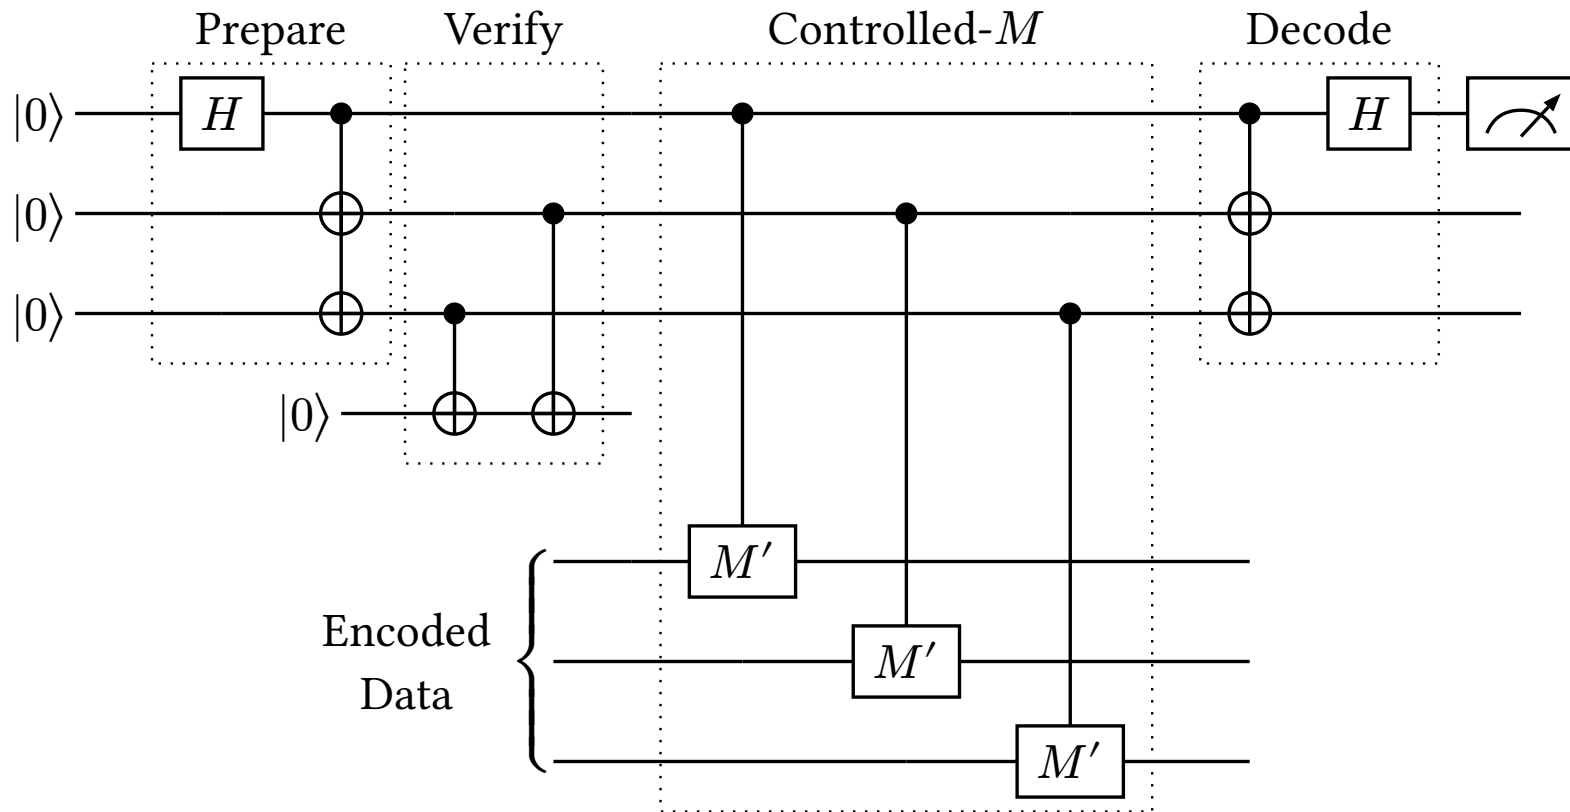 Prepare Verify Controlled-M Decode
|0⟩ H H
|0⟩
|0⟩
|0⟩
M′
Encoded
Data
M′
M′